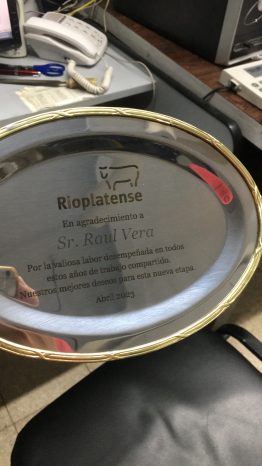 Rioplatense
En agradecimiento a
Sr. Raul Vera
Por la valiosa labor desempeñada en todos
estos años de trabajo compartido.
Nuestros mejores deseos para esta nueva etapa.
Abril 2023